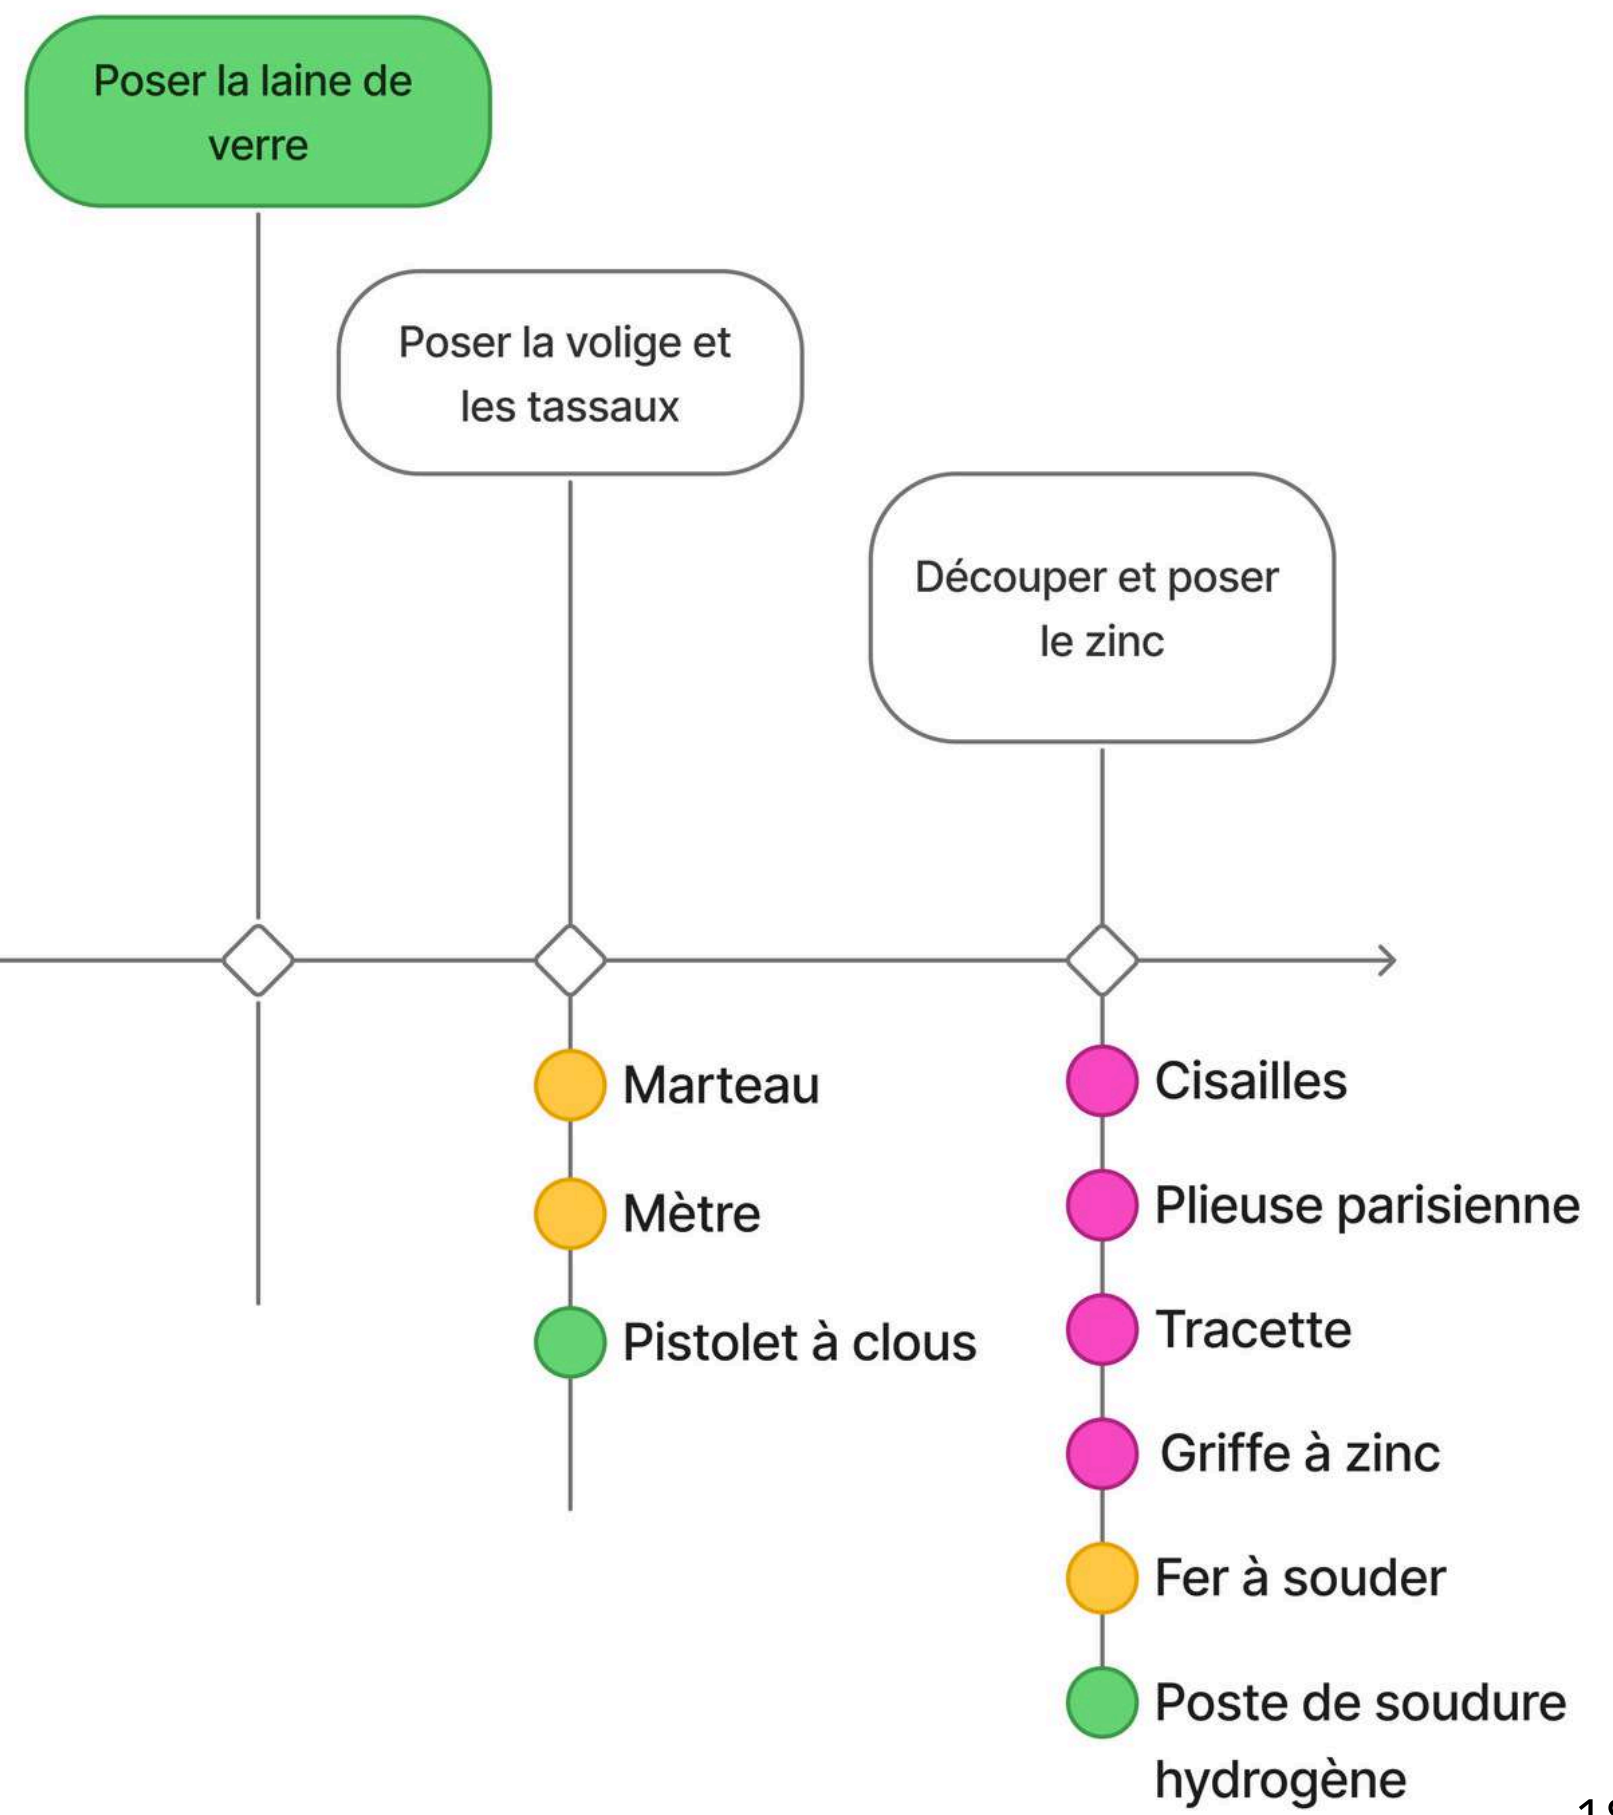 Poser la laine de
verre
Poser la volige et
les tassaux
Découper et poser
le zinc
Marteau
Mètre
Pistolet à clous
Cisailles
Plieuse parisienne
Tracette
Griffe à zinc
Fer à souder
Poste de soudure
hydrogène